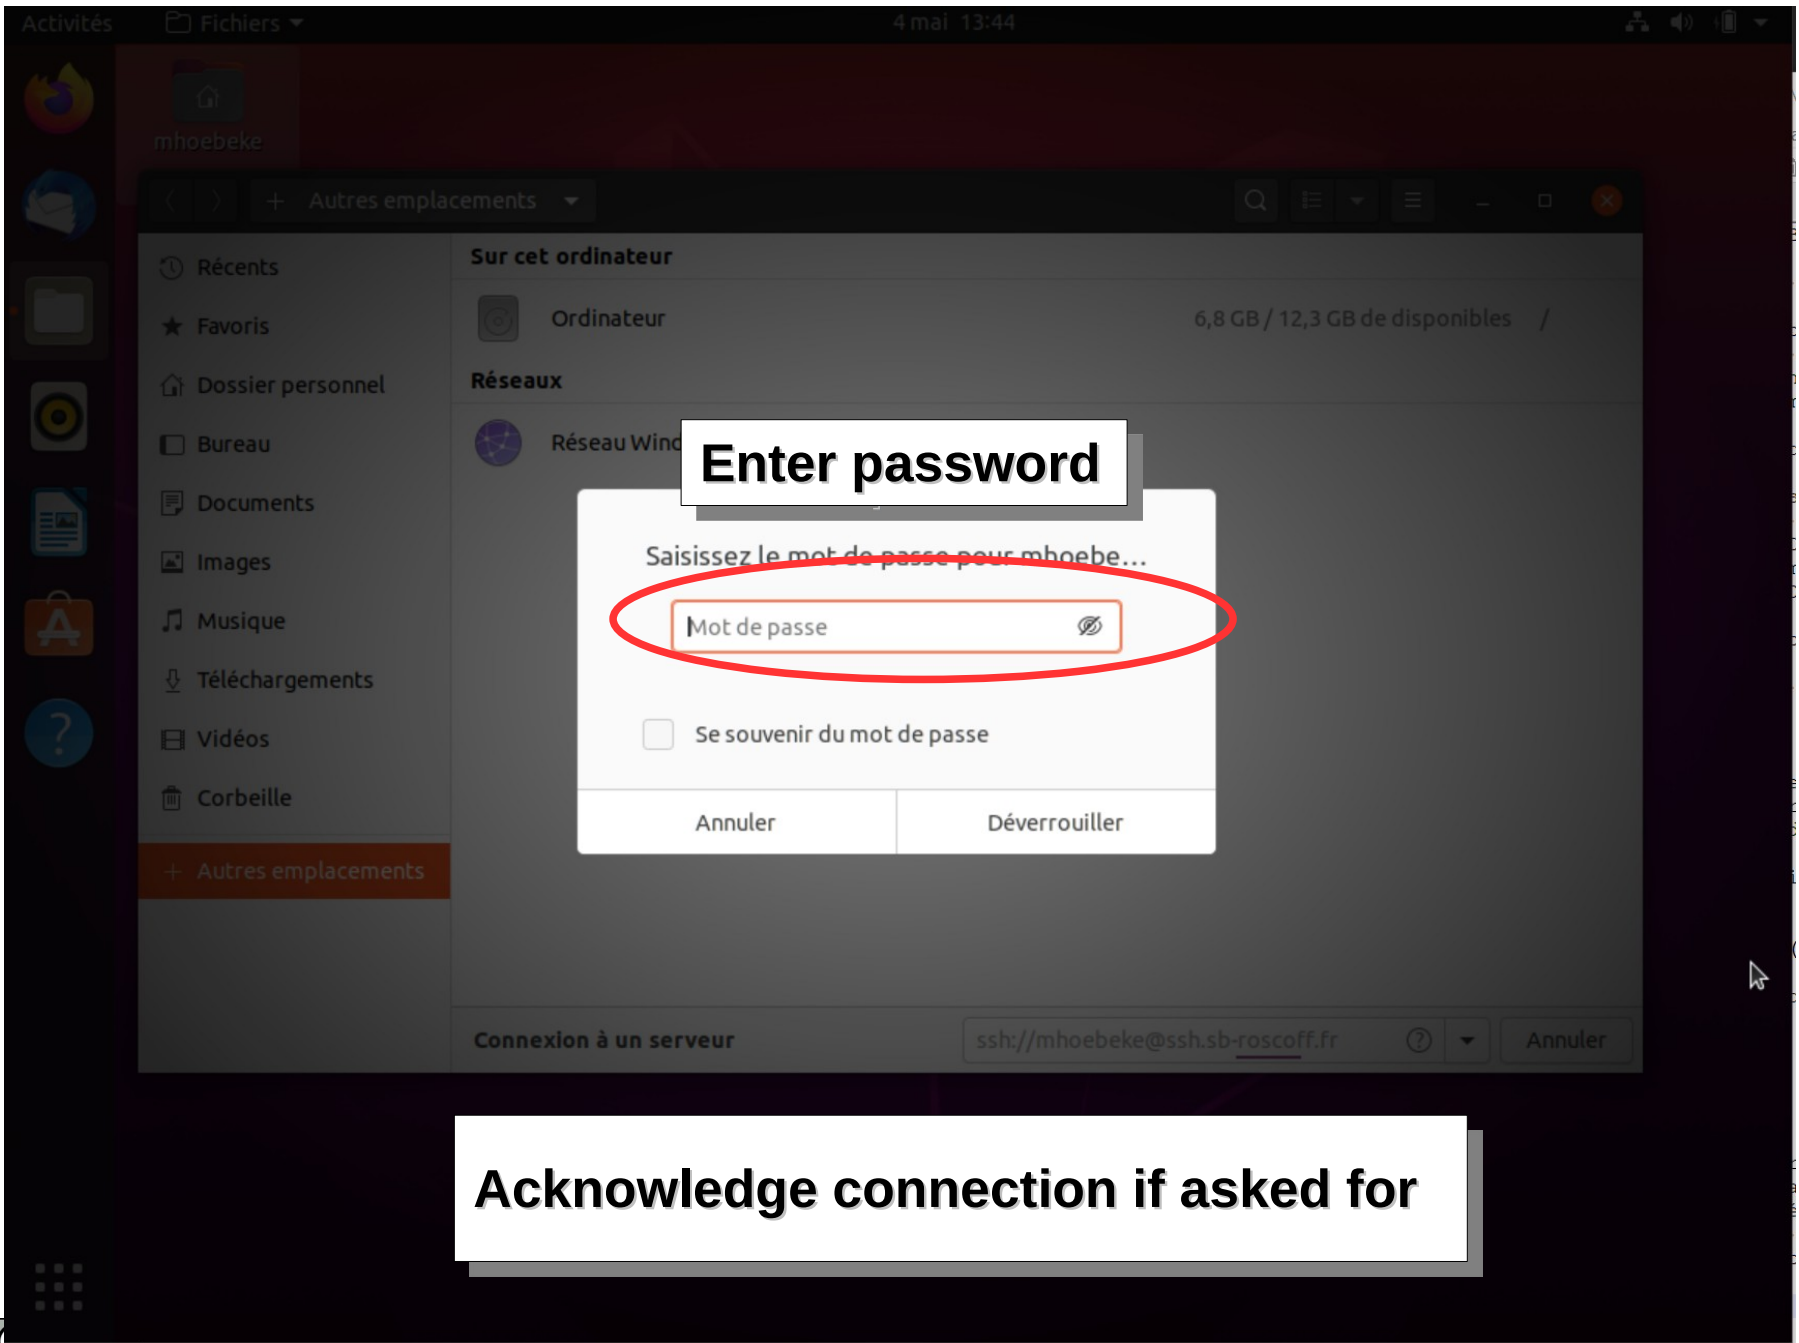 Activités
Fichiers
4 mai 13:44
mhoebeke
Autres emplacements
Récents
Favoris
Dossier personnel
Bureau
Documents
Images
Musique
Téléchargements
Vidéos
Corbeille
Autres emplacements
Sur cet ordinateur
Ordinateur
6,8 GB / 12,3 GB de disponibles /
Réseaux
Réseau Wind
Enter password
Saisissez le mot de passe pour mhoebe…
Mot de passe
Se souvenir du mot de passe
Annuler
Déverrouiller
Connexion à un serveur
ssh://mhoebeke@ssh.sb-roscoff.fr
Annuler
Acknowledge connection if asked for